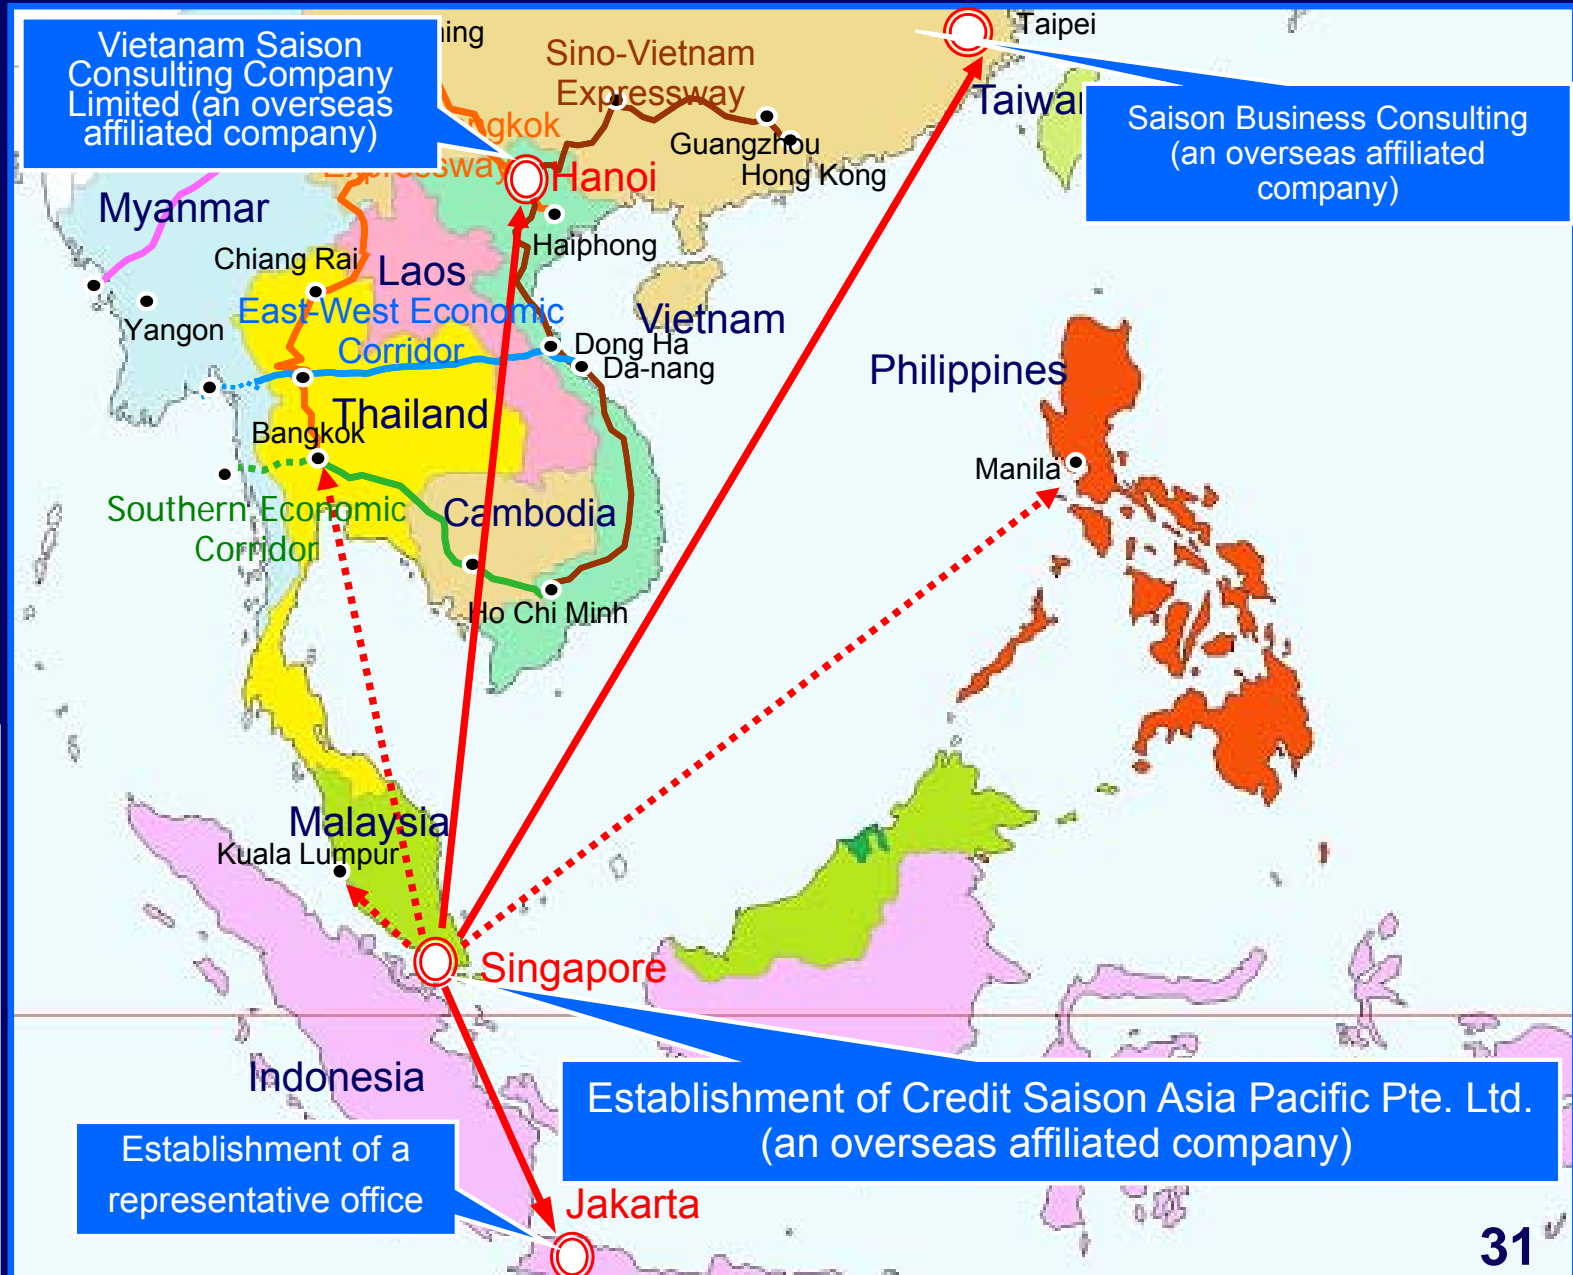 Vietanam Saison
Consulting Company
Limited (an overseas
affiliated company)
Sino-Vietnam
Expressway
Taipei
Saison Business Consulting
(an overseas affiliated
company)
Guangzhou
Hong Kong
Hanoi
Haiphong
Myanmar
Chiang Rai
Laos
East-West Economic
Corridor
Vietnam
Yangon
Dong Ha
Da-nang
Philippines
Thailand
Bangkok
Manila
Southern Economic
Corridor
Cambodia
Ho Chi Minh
Malaysia
Kuala Lumpur
Singapore
Indonesia
Establishment of Credit Saison Asia Pacific Pte. Ltd.
(an overseas affiliated company)
Establishment of a
representative office
Jakarta
31